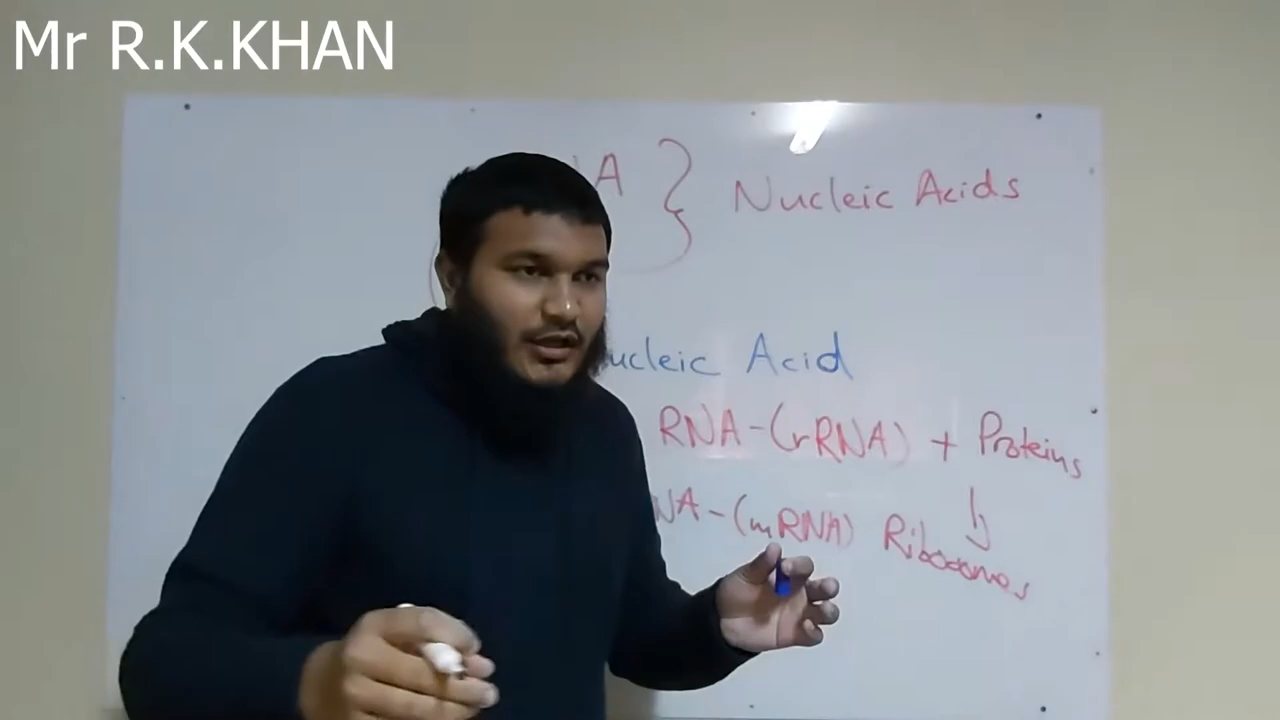 Mr R.K.KHAN
A } Nucleic Acids
ucleic Acid
RNA-(rRNA) + Proteins
NA-(mRNA) Ribosomes